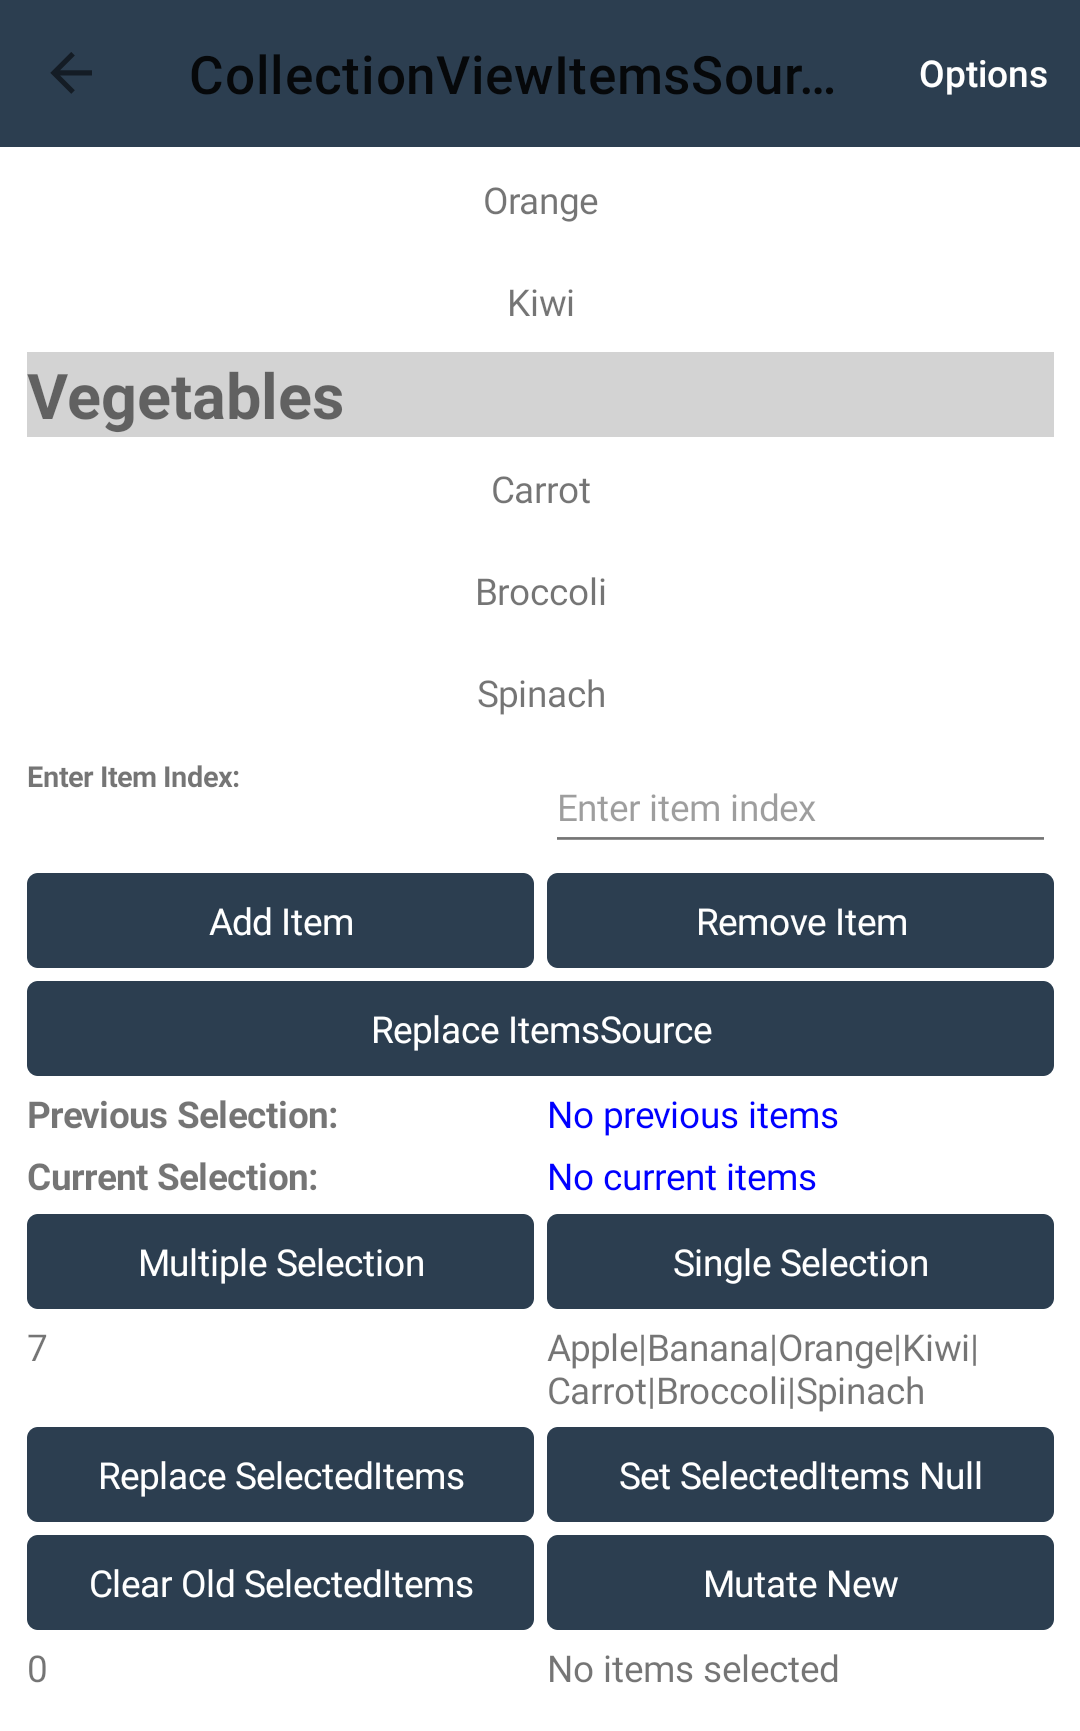 CollectionViewItemsSour...
Options
Orange
Kiwi
Vegetables
Carrot
Broccoli
Spinach
Enter Item Index:
Enter item index
Add Item
Remove Item
Replace ItemsSource
Previous Selection:
No previous items
Current Selection:
No current items
Multiple Selection
Single Selection
7
Apple|Banana|Orange|Kiwi|
Carrot|Broccoli|Spinach
Replace SelectedItems
Set SelectedItems Null
Clear Old SelectedItems
Mutate New
0
No items selected